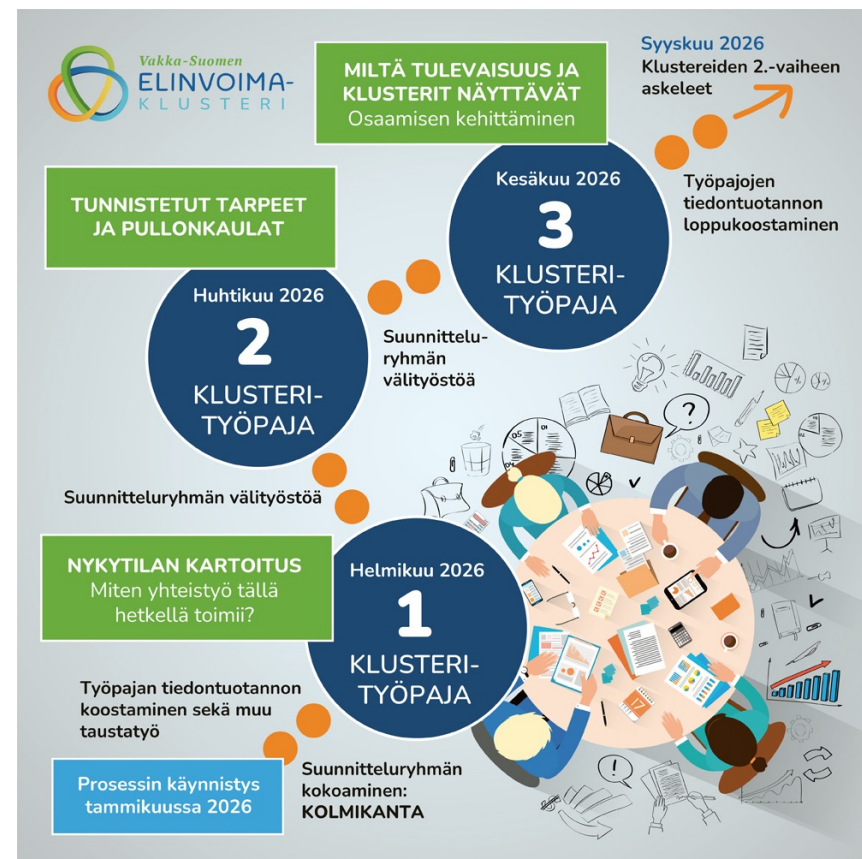 Vakka-Suomen
ELINVOIMA-
KLUSTERI
MILTÄ TULEVAISUUS JA
KLUSTERIT NÄYTTÄVÄT
Osaamisen kehittäminen
Syyskuu 2026
Klustereiden 2.-vaiheen
askeleet
Kesäkuu 2026
3
KLUSTERI-
TYÖPAJA
Työpajojen
tiedontuotannon
loppukoostaminen
TUNNISTETUT TARPEET
JA PULLONKAULAT
Huhtikuu 2026
2
KLUSTERI-
TYÖPAJA
Suunnittelu-
ryhmän
välityöstöä
Suunnitteluryhmän välityöstöä
NYKYTILAN KARTOITUS
Miten yhteistyö tällä
hetkellä toimii?
Helmikuu 2026
1
KLUSTERI-
TYÖPAJA
Työpajan tiedontuotannon
koostaminen sekä muu
taustatyö
Prosessin käynnistys
tammikuussa 2026
Suunnitteluryhmän
kokoaminen:
KOLMIKANTA
?
05
01
17
!